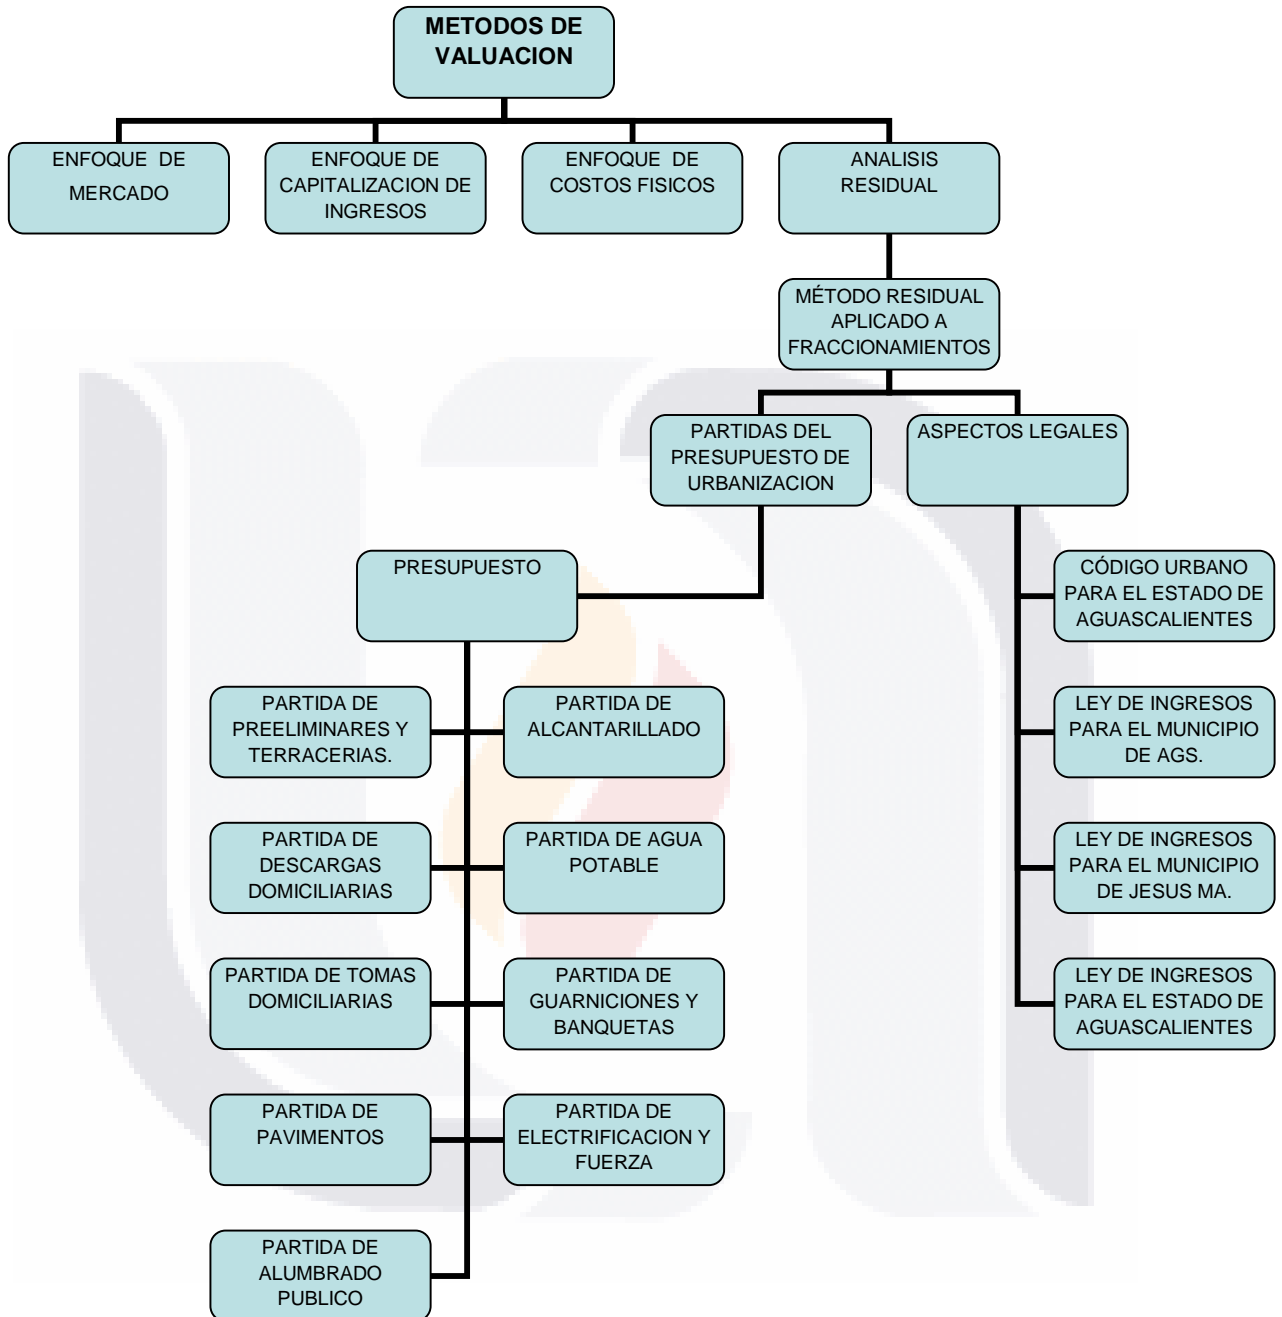 METODOS DE
VALUACION
ENFOQUE DE
MERCADO
ENFOQUE DE
CAPITALIZACION DE
INGRESOS
ENFOQUE DE
COSTOS FISICOS
ANALISIS
RESIDUAL
MÉTODO RESIDUAL
APLICADO A
FRACCIONAMIENTOS
PARTIDAS DEL
PRESUPUESTO DE
URBANIZACION
ASPECTOS LEGALES
PRESUPUESTO
CÓDIGO URBANO
PARA EL ESTADO DE
AGUASCALIENTES
PARTIDA DE
PREELIMINARES Y
TERRACERIAS.
PARTIDA DE
ALCANTARILLADO
LEY DE INGRESOS
PARA EL MUNICIPIO
DE AGS.
PARTIDA DE
DESCARGAS
DOMICILIARIAS
PARTIDA DE AGUA
POTABLE
LEY DE INGRESOS
PARA EL MUNICIPIO
DE JESUS MA.
PARTIDA DE TOMAS
DOMICILIARIAS
PARTIDA DE
GUARNICIONES Y
BANQUETAS
LEY DE INGRESOS
PARA EL ESTADO DE
AGUASCALIENTES
PARTIDA DE
PAVIMENTOS
PARTIDA DE
ELECTRIFICACION Y
FUERZA
PARTIDA DE
ALUMBRADO
PUBLICO